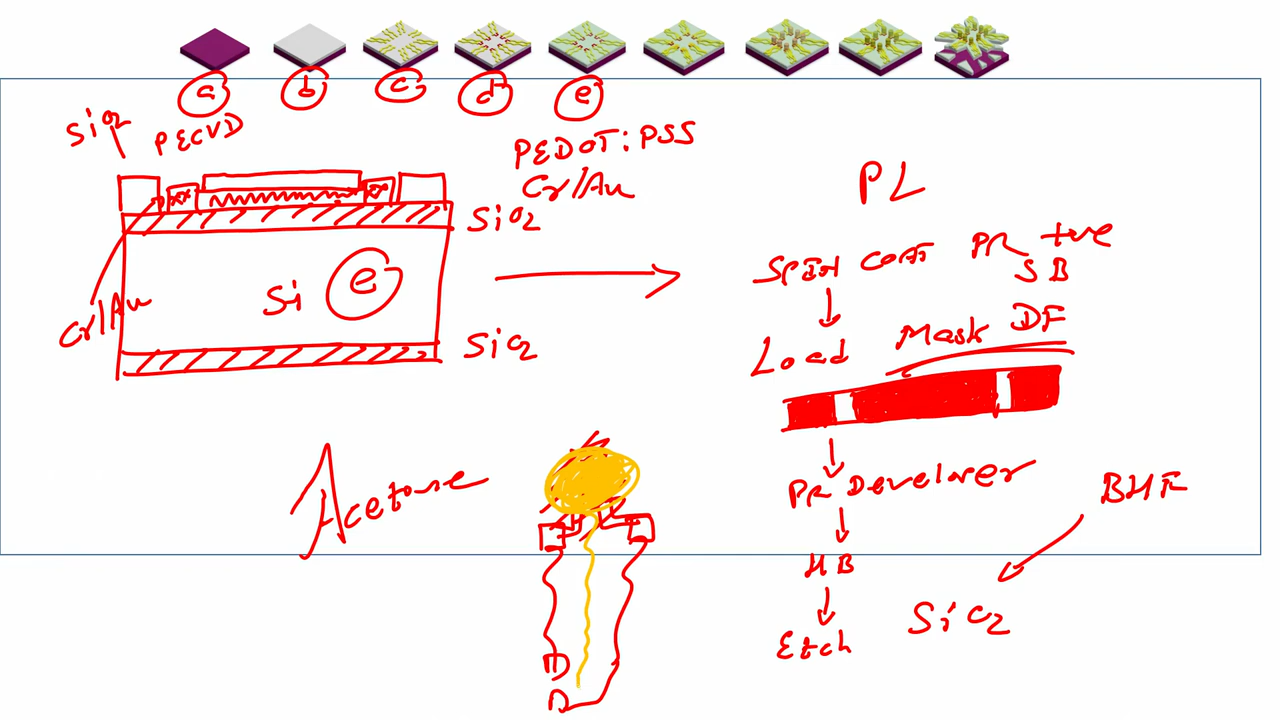 a b c d e
SiO2 PECVD
PEDOT: PSS
Cr/Au
SiO2
Si e
Cr/Au
SiO2
PL
SPIN COAT PR +ve
SB
Load Mask DF
PR Developer
BHF
HB
SiO2
Etch
Acetone